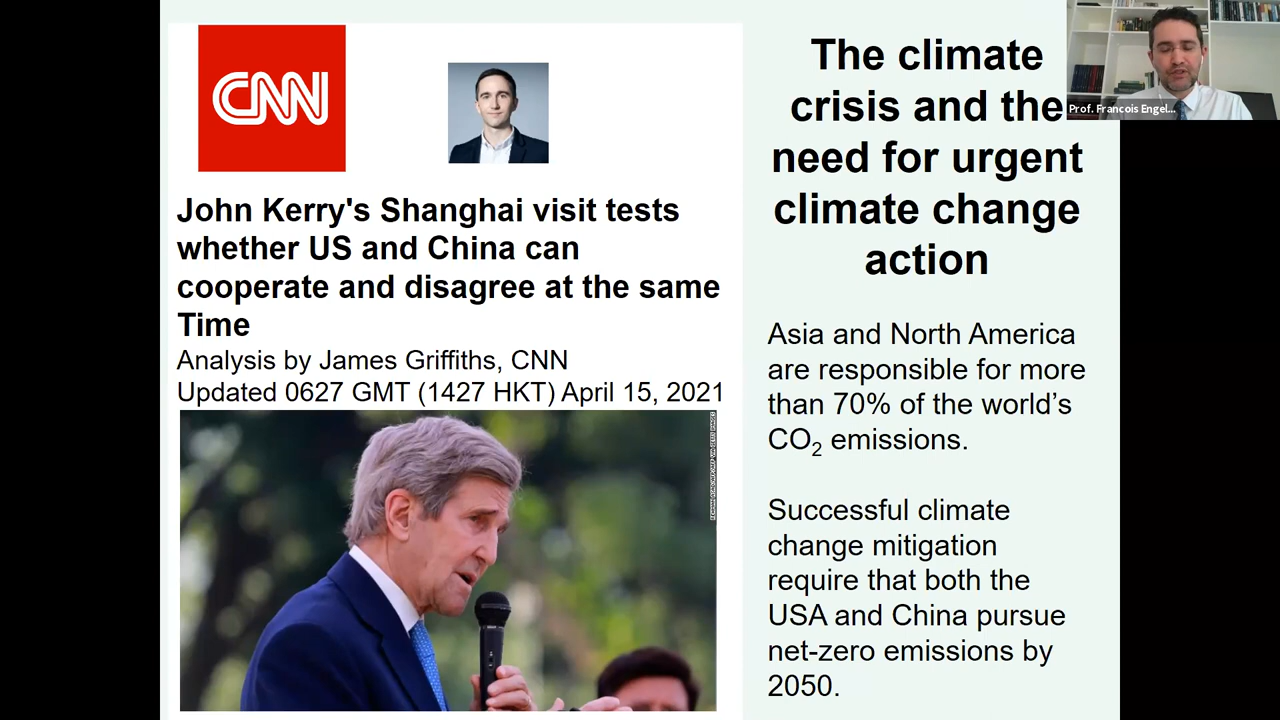 CNN
John Kerry's Shanghai visit tests
whether US and China can
cooperate and disagree at the same
Time
Analysis by James Griffiths, CNN
Updated 0627 GMT (1427 HKT) April 15, 2021
The climate
crisis and the
need for urgent
climate change
action
Asia and North America
are responsible for more
than 70% of the world’s
CO₂ emissions.
Successful climate
change mitigation
require that both the
USA and China pursue
net-zero emissions by
2050.
Prof. Francois Engel...